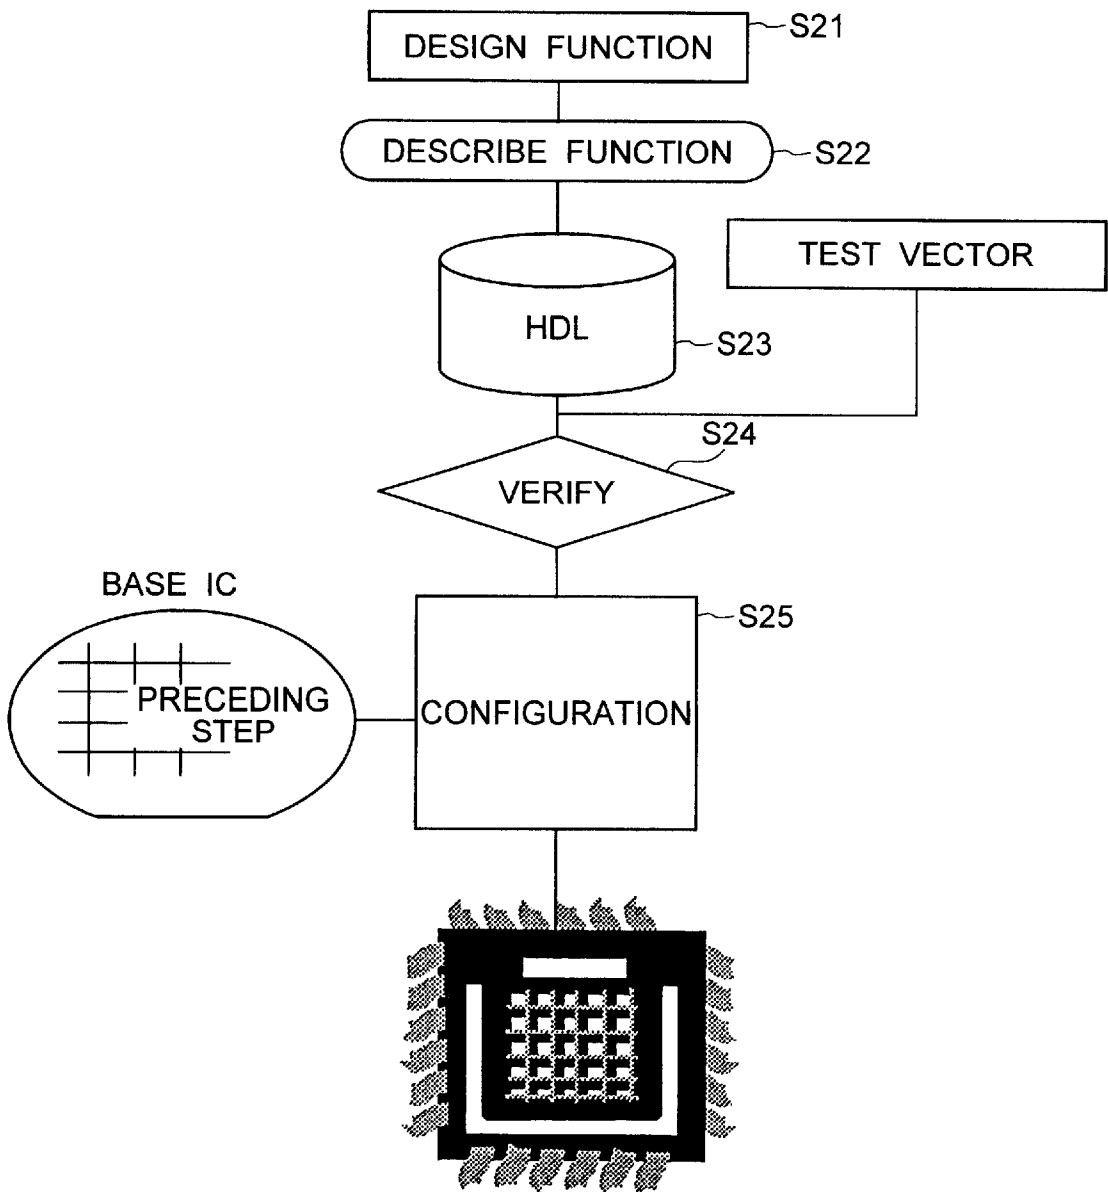 DESIGN FUNCTION
S21
DESCRIBE FUNCTION
S22
TEST VECTOR
HDL
S23
S24
VERIFY
BASE IC
S25
PRECEDING
STEP
CONFIGURATION